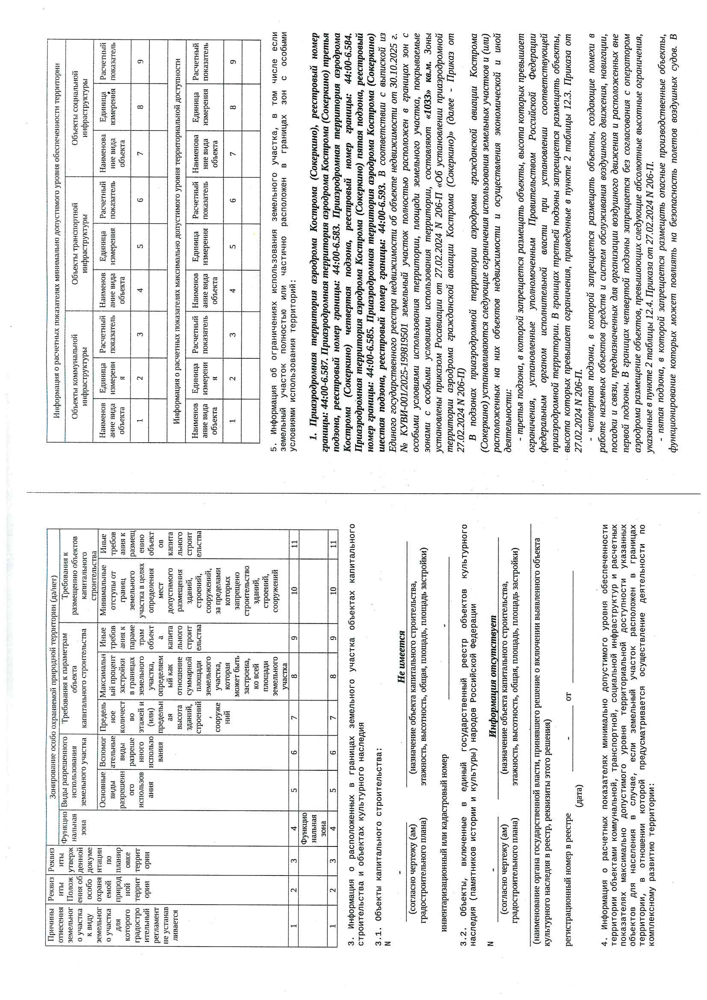 Причины отнесения земельного участка к виду земельного участка для которого градостроительный регламент не устанавливается
Реквизиты Положения об особо охраняемой природной территории
Реквизиты утвержденной документации по планировке территории
Зонирование особо охраняемой природной территории (да/нет)
Функциональная зона
Виды разрешенного использования земельного участка
Требования к параметрам объекта капитального строительства
Требования к размещению объектов капитального строительства
Основные виды разрешенного использования
Вспомогательные виды разрешенного использования
Предельное количество этажей и (или) предельная высота зданий, строений, сооружений
Максимальный процент застройки в границах земельного участка, определяемый как отношение суммарной площади земельного участка, которая может быть застроена, ко всей площади земельного участка
Иные требования к параметрам объекта капитального строительства
Минимальные отступы от границ земельного участка в целях определения мест допустимого размещения зданий, строений, сооружений, за пределами которых запрещено строительство зданий, строений, сооружений
Иные требования к размещению объектов капитального строительства
1 2 3 4 5 6 7 8 9 10 11
Функциональная зона
1 2 3 4 5 6 7 8 9 10 11
3. Информация о расположенных в границах земельного участка объектах капитального
строительства и объектах культурного наследия
3.1. Объекты капитального строительства:
N - Не имеется
(согласно чертежу (ам) (назначение объекта капитального строительства,
градостроительного плана) этажность, высотность, общая, площадь, площадь застройки)
инвентаризационный или кадастровый номер -
3.2. Объекты, включенные в единый государственный реестр объектов культурного
наследия (памятников истории и культуры) народов Российской Федерации
N - Информация отсутствует
(согласно чертежу (ам) (назначение объекта капитального строительства,
градостроительного плана) этажность, высотность, общая, площадь, площадь застройки)
(наименование органа государственной власти, принявшего решение о включении выявленного объекта
культурного наследия в реестр, реквизиты этого решения)
регистрационный номер в реестре - от
(дата)
4. Информация о расчетных показателях минимально допустимого уровня обеспеченности
территории объектами коммунальной, транспортной, социальной инфраструктур и расчетных
показателях максимально допустимого уровня территориальной доступности указанных
объектов для населения в случае, если земельный участок расположен в границах
территории, в отношении которой предусматривается осуществление деятельности по
комплексному развитию территории:
Информация о расчетных показателях минимально допустимого уровня обеспеченности территории
Объекты коммунальной инфраструктуры
Объекты транспортной инфраструктуры
Объекты социальной инфраструктуры
Наименование вида объекта Единица измерения Расчетный показатель Наименование вида объекта Единица измерения Расчетный показатель Наименование вида объекта Единица измерения Расчетный показатель
1 2 3 4 5 6 7 8 9
Информация о расчетных показателях максимально допустимого уровня территориальной доступности
Наименование вида объекта Единица измерения Расчетный показатель Наименование вида объекта Единица измерения Расчетный показатель Наименование вида объекта Единица измерения Расчетный показатель
1 2 3 4 5 6 7 8 9
5. Информация об ограничениях использования земельного участка, в том числе если
земельный участок полностью или частично расположен в границах зон с особыми
условиями использования территорий:
1. Приаэродромная территория аэродрома Кострома (Сокеркино), реестровый номер
границы: 44:00-6.587. Приаэродромная территория аэродрома Кострома (Сокеркино) третья
подзона, реестровый номер границы: 44:00-6.583. Приаэродромная территория аэродрома
Кострома (Сокеркино) четвертая подзона, реестровый номер границы: 44:00-6.584.
Приаэродромная территория аэродрома Кострома (Сокеркино) пятая подзона, реестровый
номер границы: 44:00-6.585. Приаэродромная территория аэродрома Кострома (Сокеркино)
шестая подзона, реестровый номер границы: 44:00-6.593. В соответствии с выпиской из
Единого государственного реестра недвижимости об объекте недвижимости от 30.10.2025 г.
№ КУВИ-001/2025-199819501 земельный участок полностью расположен в границах зон с
особыми условиями использования территории, площади земельного участка, покрываемые
зонами с особыми условиями использования территории, составляют «1033» кв.м. Зоны
установлены приказом Росавиации от 27.02.2024 N 206-П «Об установлении приаэродромной
территории аэродрома гражданской авиации Кострома (Сокеркино)» (далее - Приказ от
27.02.2024 N 206-П)
В подзонах приаэродромной территории аэродрома гражданской авиации Кострома
(Сокеркино) устанавливаются следующие ограничения использования земельных участков и (или)
расположенных на них объектов недвижимости и осуществления экономической и иной
деятельности:
- третья подзона, в которой запрещается размещать объекты, высота которых превышает
ограничения, установленные уполномоченным Правительством Российской Федерации
федеральным органом исполнительной власти при установлении соответствующей
приаэродромной территории. В границах третьей подзоны запрещается размещать объекты,
высота которых превышает ограничения, приведенные в пункте 2 таблицы 12.3. Приказа от
27.02.2024 N 206-П.
- четвертая подзона, в которой запрещается размещать объекты, создающие помехи в
работе наземных объектов средств и систем обслуживания воздушного движения, навигации,
посадки и связи, предназначенных для организации воздушного движения и расположенных вне
первой подзоны. В границах четвертой подзоны запрещается без согласования с оператором
аэродрома размещение объектов, превышающих следующие абсолютные высотные ограничения,
указанные в пункте 2 таблицы 12.4. Приказа от 27.02.2024 N 206-П.
- пятая подзона, в которой запрещается размещать опасные производственные объекты,
функционирование которых может повлиять на безопасность полетов воздушных судов. В